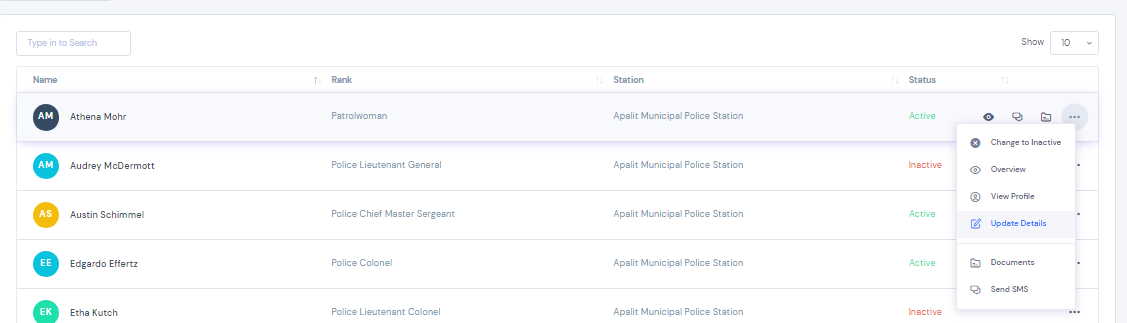 Type in to Search
Show 10
Name Rank Station Status
AM Athena Mohr Patrolwoman Apalit Municipal Police Station Active
AM Audrey McDermott Police Lieutenant General Apalit Municipal Police Station Inactive
AS Austin Schimmel Police Chief Master Sergeant Apalit Municipal Police Station Active
EE Edgardo Effertz Police Colonel Apalit Municipal Police Station Active
EK Etha Kutch Police Lieutenant Colonel Apalit Municipal Police Station Inactive
Change to Inactive
Overview
View Profile
Update Details
Documents
Send SMS